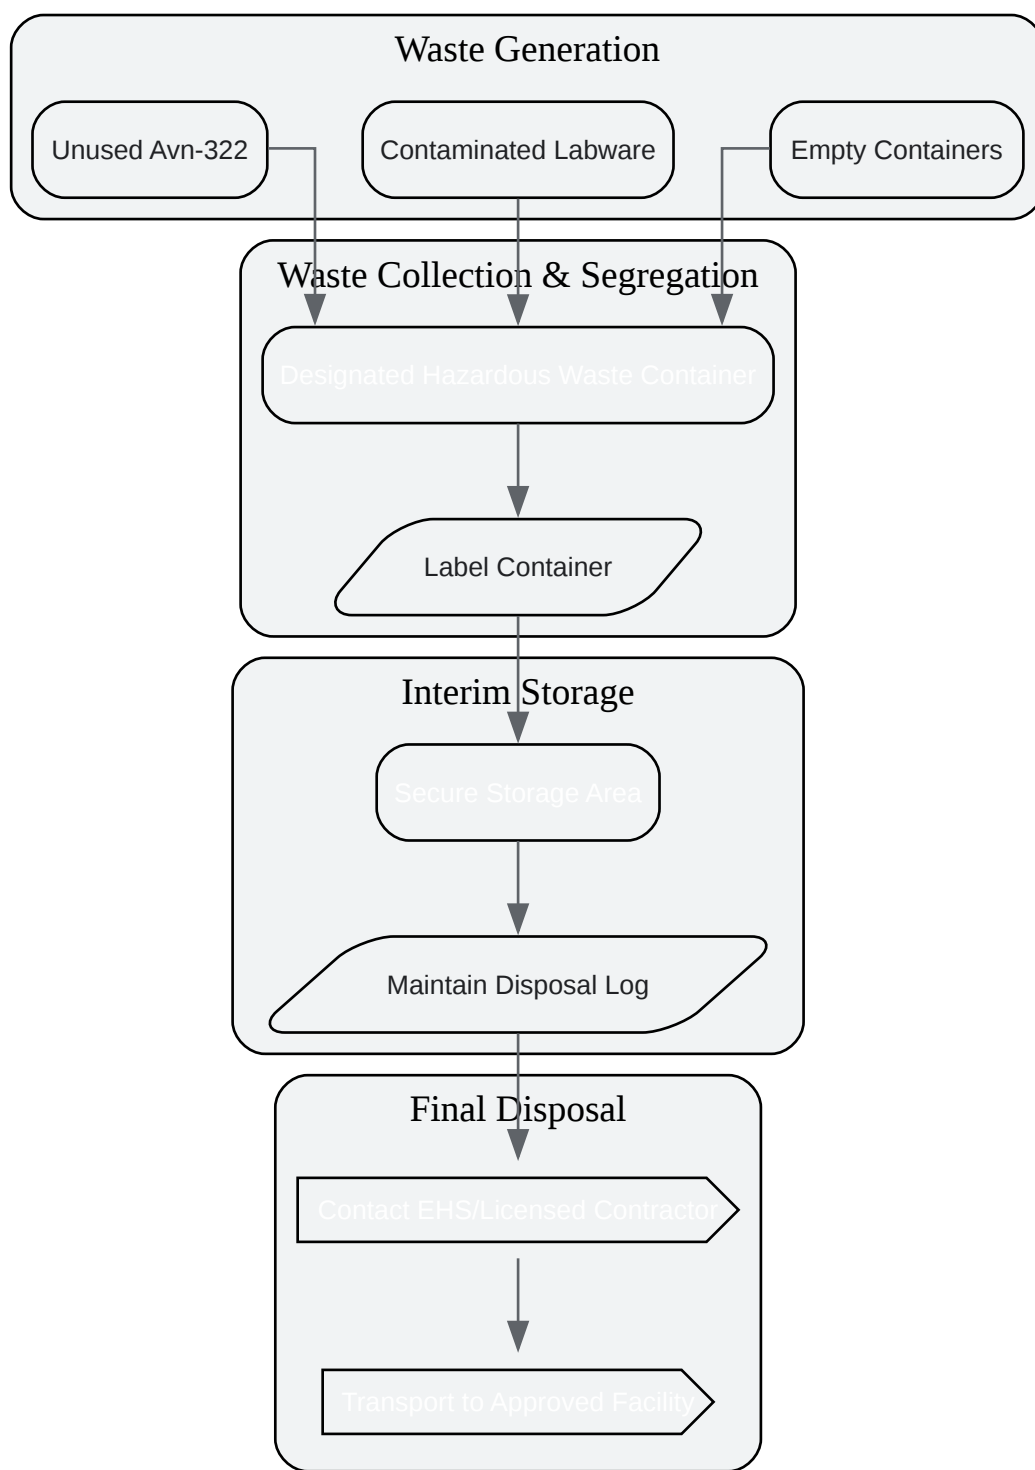 Waste Generation
Unused Avn-322
Contaminated Labware
Empty Containers
Waste Collection & Segregation
Designated Hazardous Waste Container
Label Container
Interim Storage
Secure Storage Area
Maintain Disposal Log
Final Disposal
Contact EHS/Licensed Contractor
Transport to Approved Facility